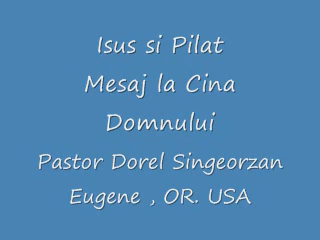 Isus si Pilat
Mesaj la Cina
Domnului
Pastor Dorel Singeorzan
Eugene , OR. USA